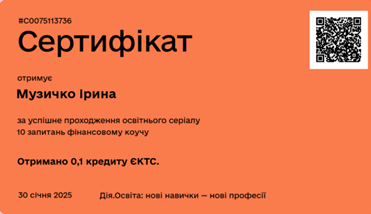 #C0075113736
Сертифікат
отримує
Музичко Ірина
за успішне проходження освітнього серіалу
10 запитань фінансовому коучу
Отримано 0,1 кредиту ЄКТС.
30 січня 2025 Дія.Освіта: нові навички — нові професії